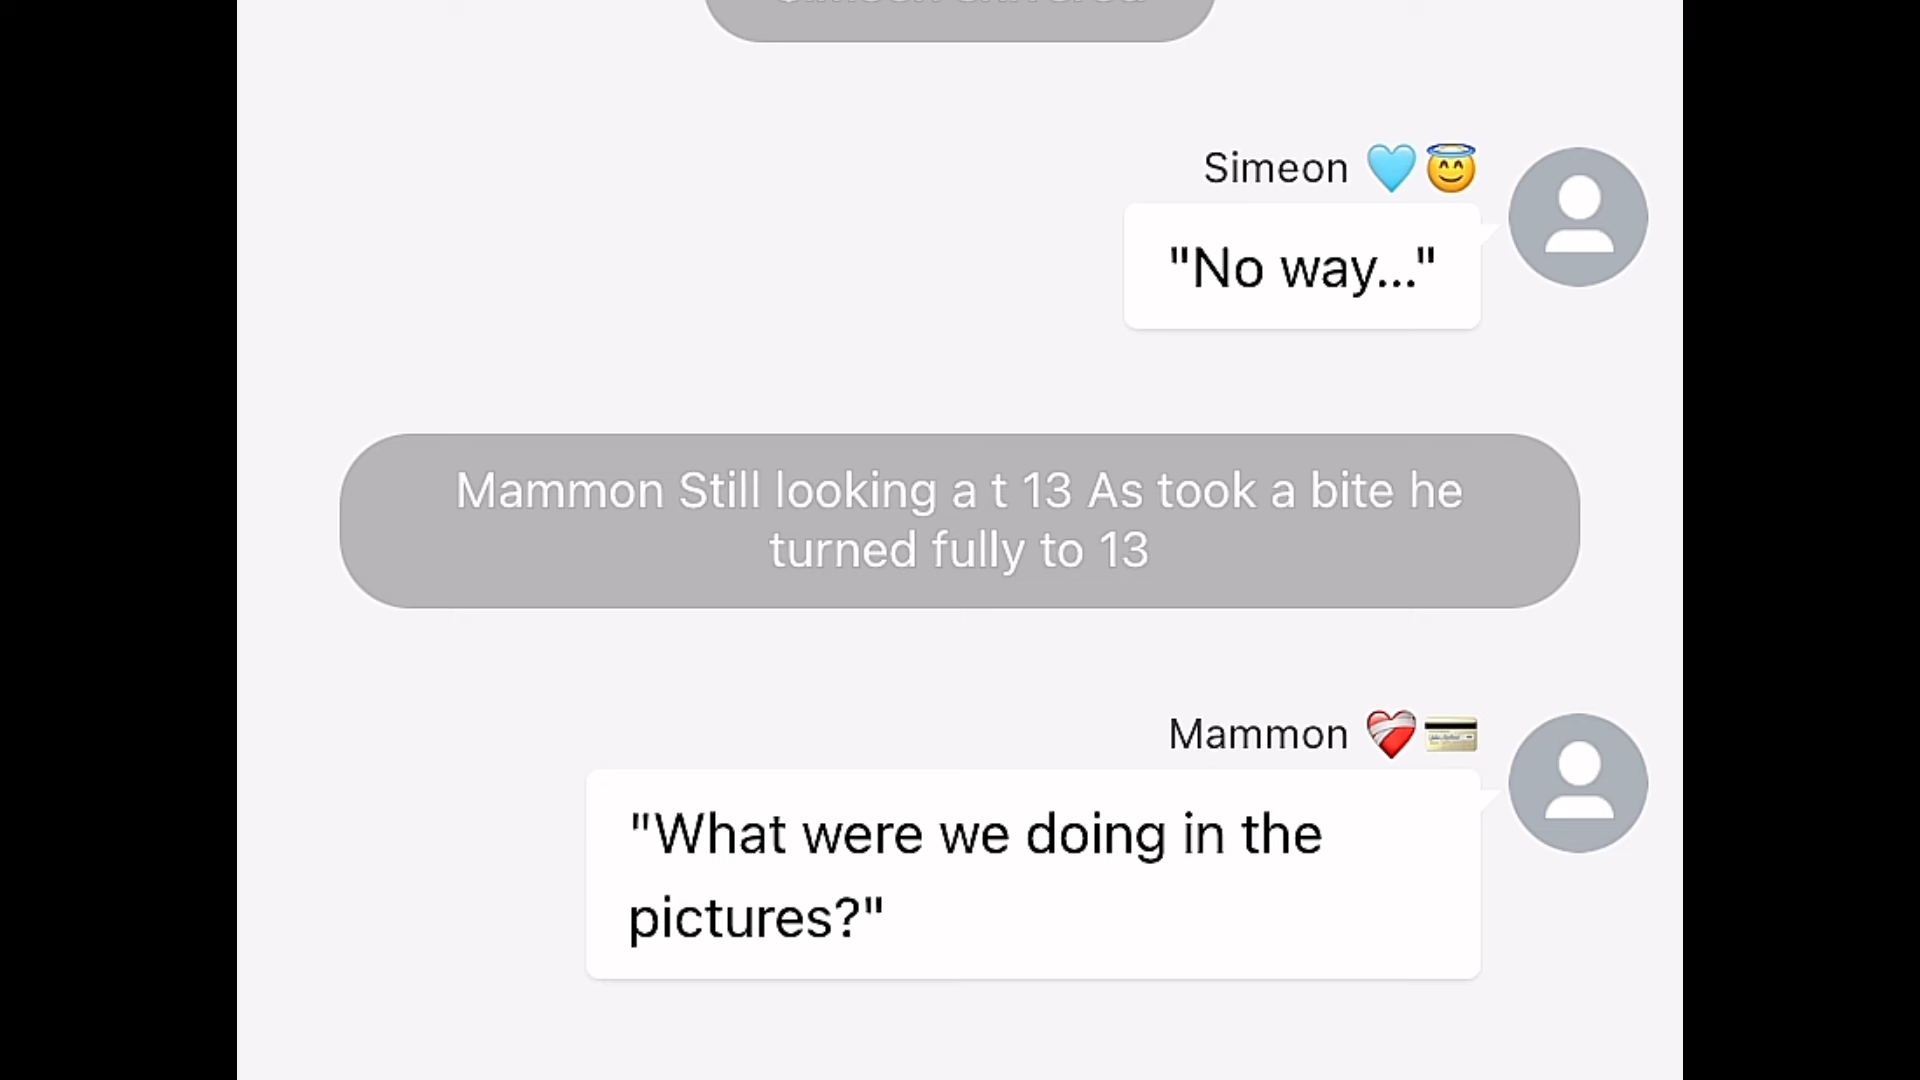 Simeon 🩵😇
"No way..."
Mammon Still looking a t 13 As took a bite he
turned fully to 13
Mammon ❤️‍🩹💳
"What were we doing in the
pictures?"